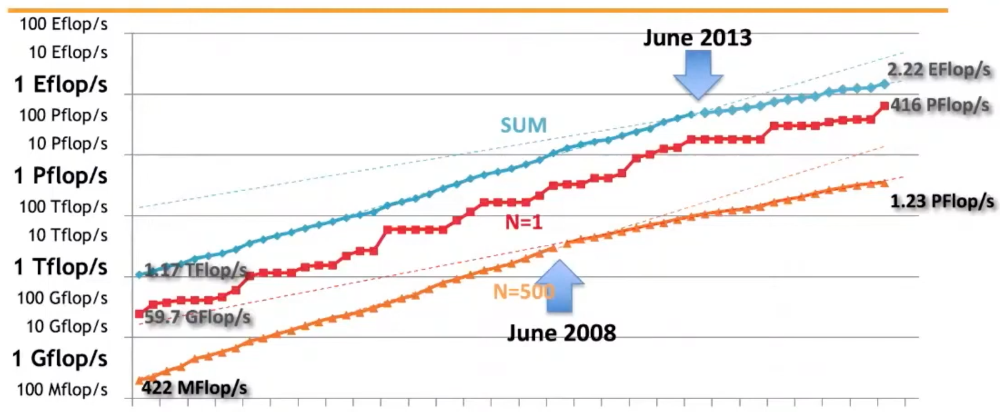 100 Eflop/s
10 Eflop/s
1 Eflop/s
100 Pflop/s
10 Pflop/s
1 Pflop/s
100 Tflop/s
10 Tflop/s
1 Tflop/s
100 Gflop/s
10 Gflop/s
1 Gflop/s
100 Mflop/s
June 2013
2.22 EFlop/s
416 PFlop/s
SUM
1.23 PFlop/s
N=1
1.17 TFlop/s
N=500
59.7 GFlop/s
June 2008
422 MFlop/s